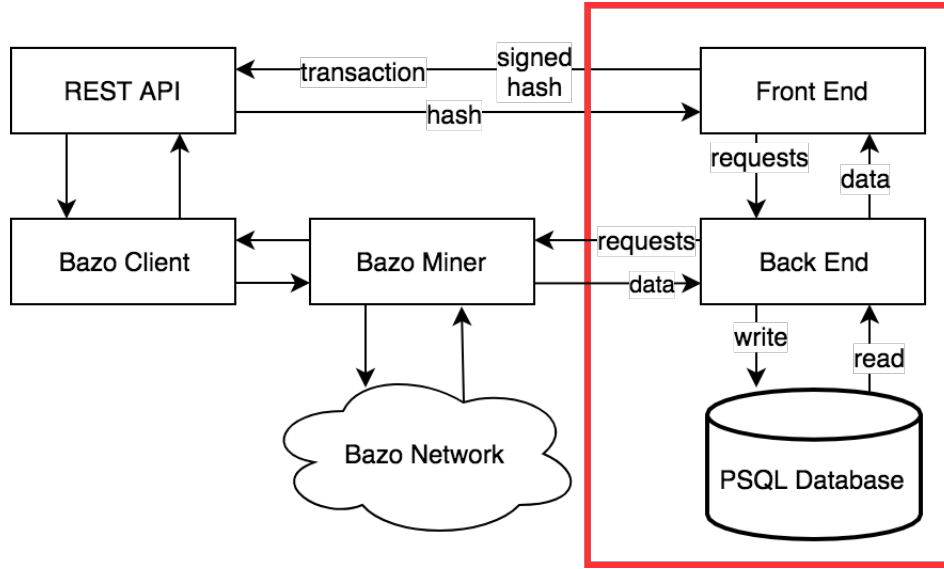 signed
transaction
hash
REST API
Front End
hash
requests
data
requests
Bazo Client
Bazo Miner
Back End
data
write
read
Bazo Network
PSQL Database